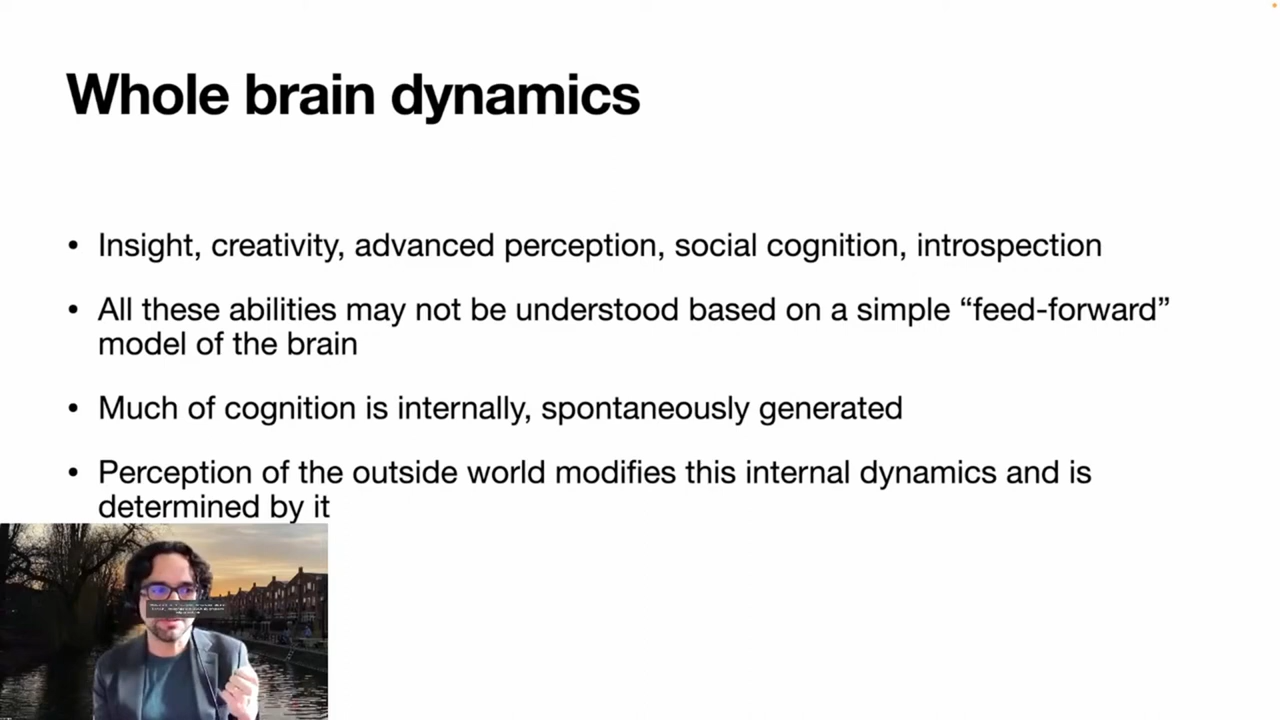 Whole brain dynamics
• Insight, creativity, advanced perception, social cognition, introspection
• All these abilities may not be understood based on a simple “feed-forward”
model of the brain
• Much of cognition is internally, spontaneously generated
• Perception of the outside world modifies this internal dynamics and is
determined by it